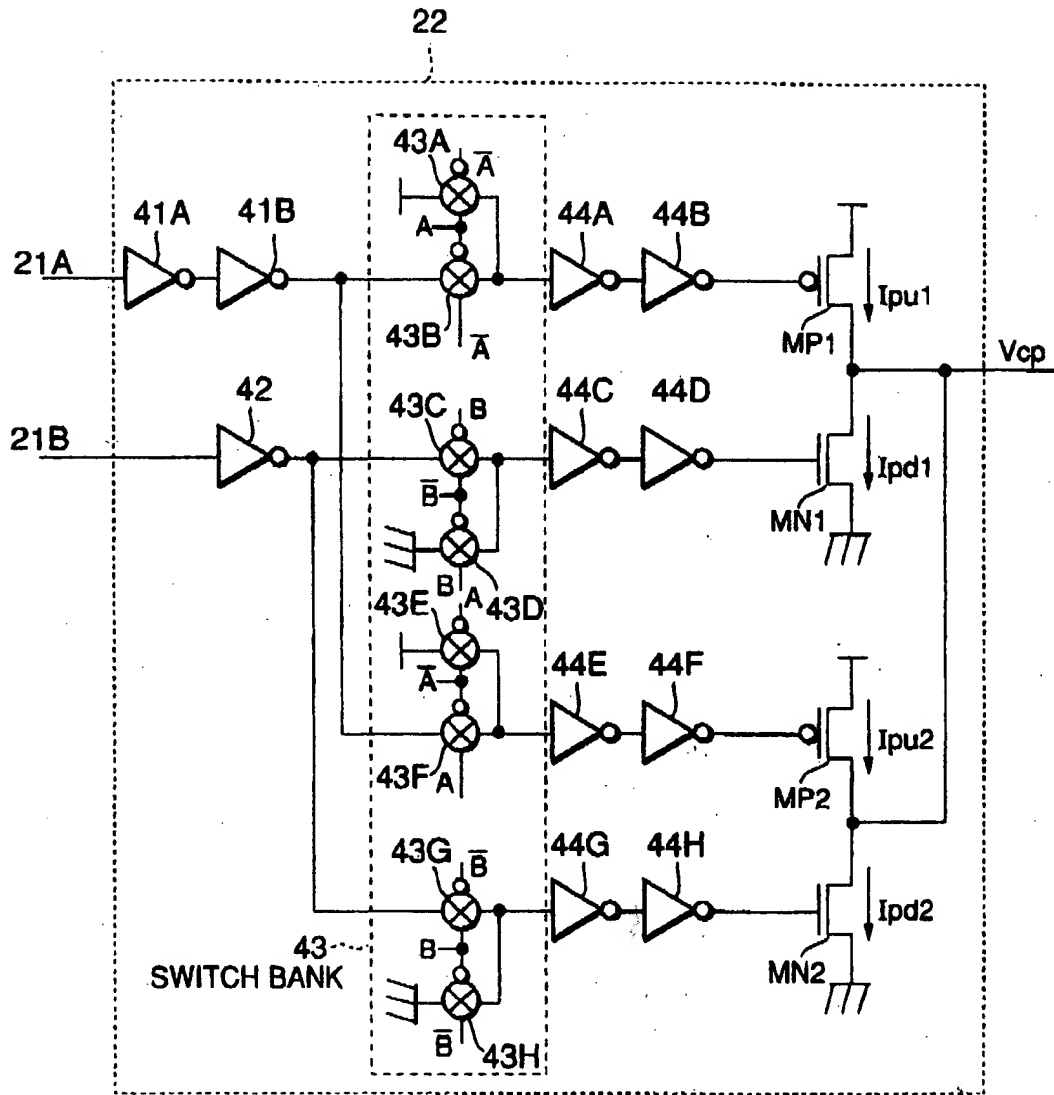 22
43A
A̅
41A
41B
A
44A
44B
21A
Ipu1
43B
MP1
A̅
Vcp
42
43C
B
44C
44D
21B
B̅
Ipd1
MN1
B
A
43D
43E
A̅
44E
44F
Ipu2
43F
A
MP2
43G
B̅
44G
44H
Ipd2
43
B
SWITCH BANK
MN2
B̅
43H